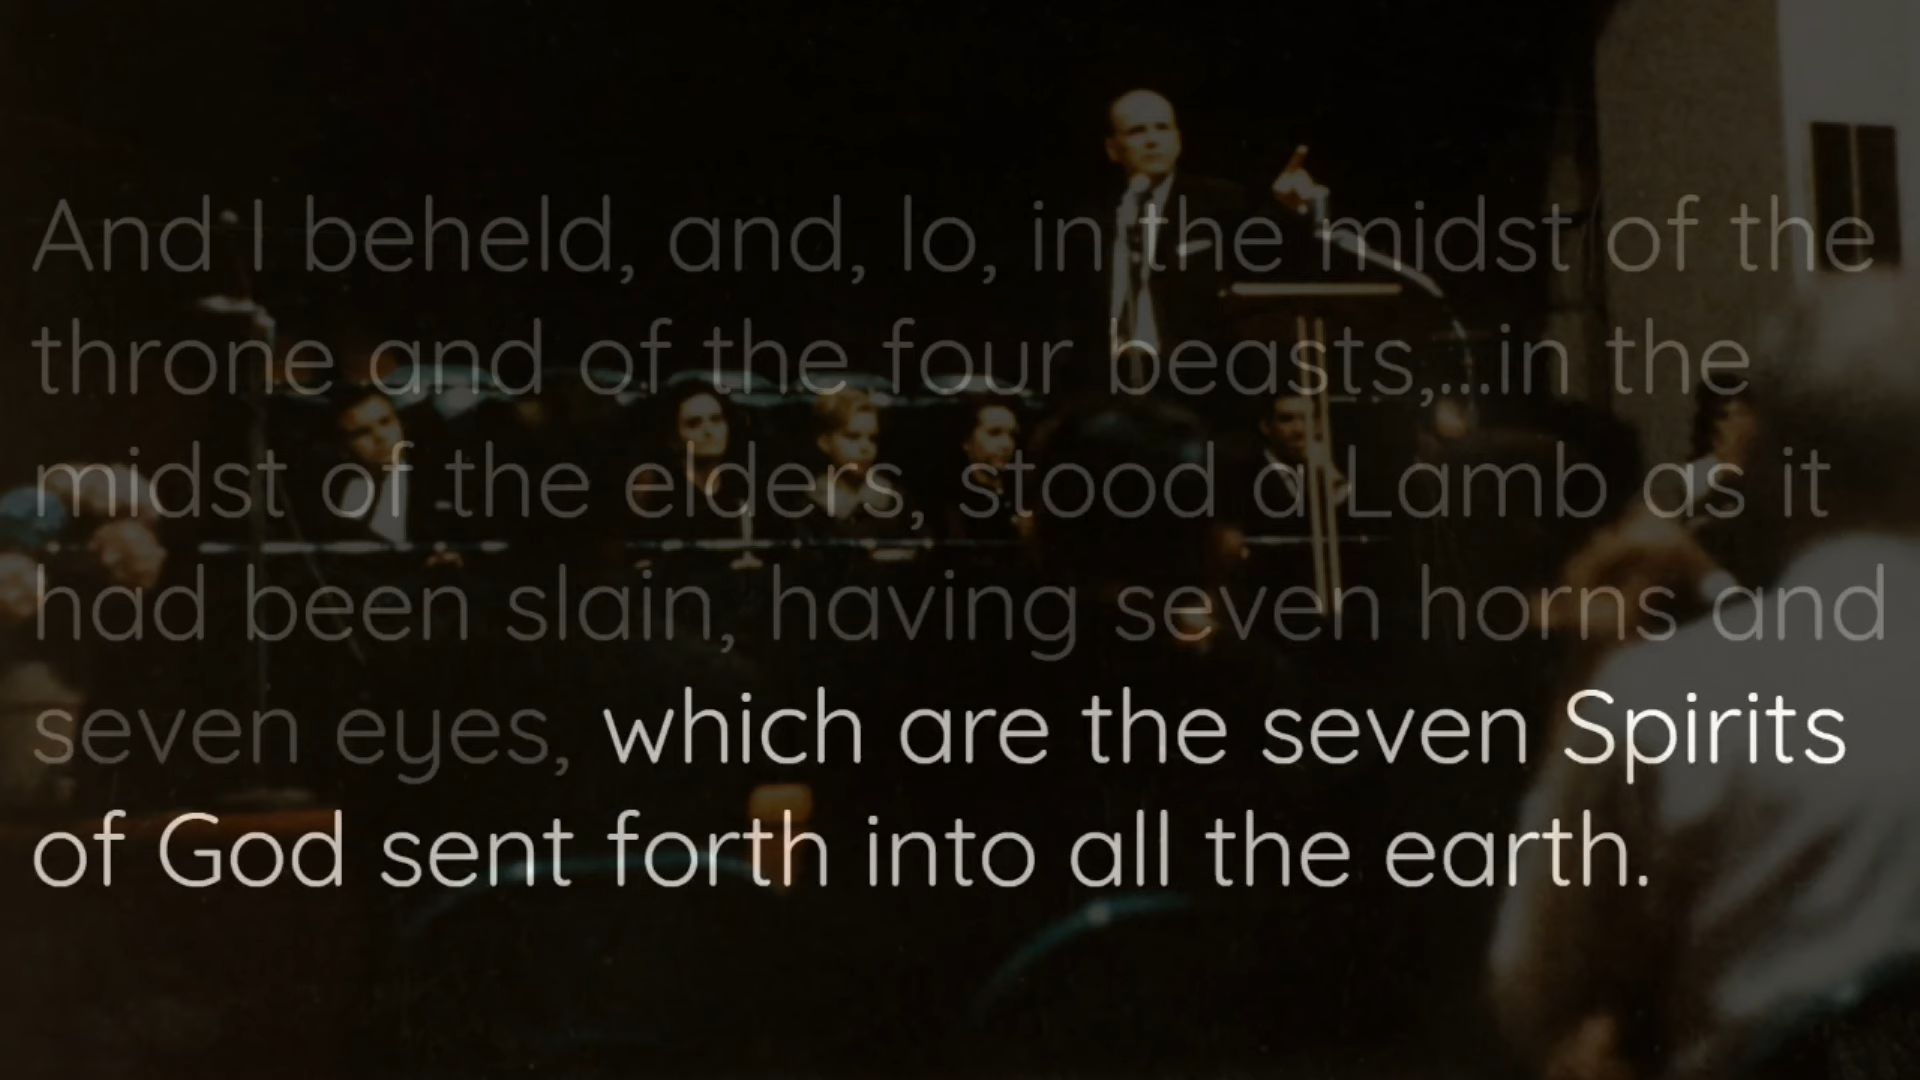 And I beheld, and, lo, in the midst of the
throne and of the four beasts,...in the
midst of the elders, stood a Lamb as it
had been slain, having seven horns and
seven eyes, which are the seven Spirits
of God sent forth into all the earth.